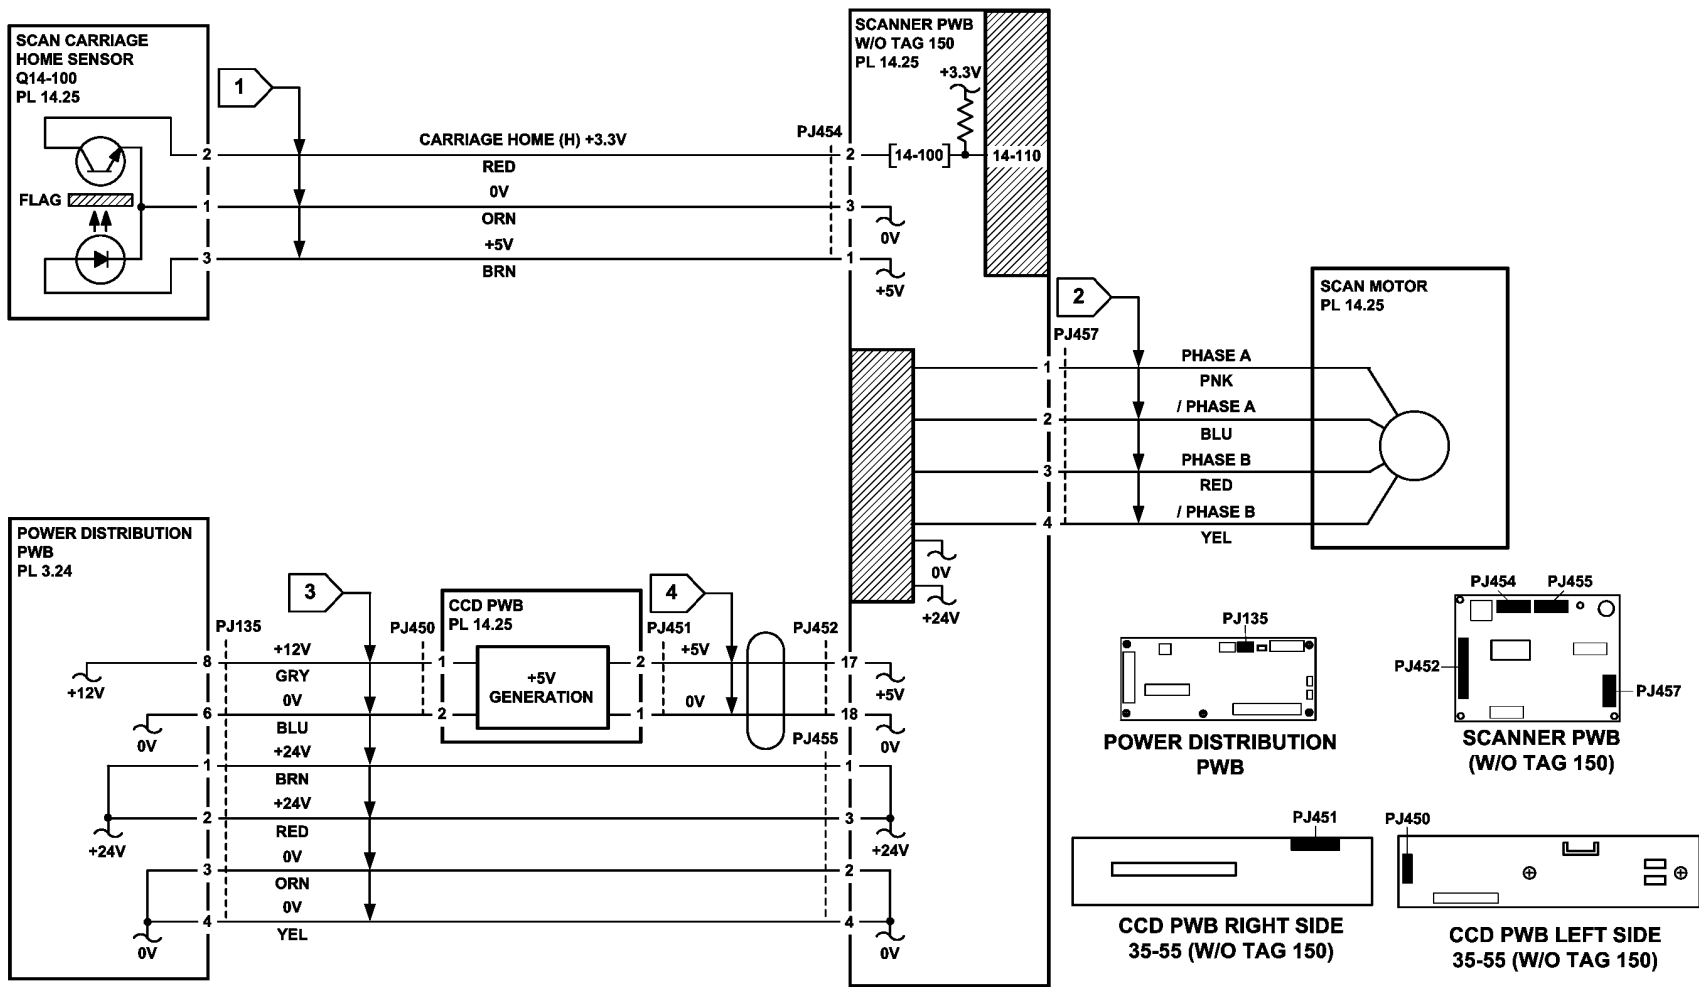 SCAN CARRIAGE
HOME SENSOR
Q14-100
PL 14.25
FLAG
2
1
3
1
CARRIAGE HOME (H) +3.3V
RED
0V
ORN
+5V
BRN
PJ454
2
3
1
SCANNER PWB
W/O TAG 150
PL 14.25
+3.3V
14-100
14-110
0V
+5V
2
PJ457
1
2
3
4
PHASE A
PNK
/ PHASE A
BLU
PHASE B
RED
/ PHASE B
YEL
SCAN MOTOR
PL 14.25
0V
+24V
POWER DISTRIBUTION
PWB
PL 3.24
+12V
0V
+24V
0V
PJ135
8
6
1
2
3
4
3
+12V
GRY
0V
BLU
+24V
BRN
+24V
RED
0V
ORN
0V
YEL
PJ450
1
2
CCD PWB
PL 14.25
+5V
GENERATION
2
1
4
PJ451
+5V
0V
PJ452
17
18
PJ455
1
3
2
4
+5V
0V
+24V
0V
PJ135
POWER DISTRIBUTION
PWB
PJ454
PJ455
PJ452
PJ457
SCANNER PWB
(W/O TAG 150)
PJ451
CCD PWB RIGHT SIDE
35-55 (W/O TAG 150)
PJ450
CCD PWB LEFT SIDE
35-55 (W/O TAG 150)